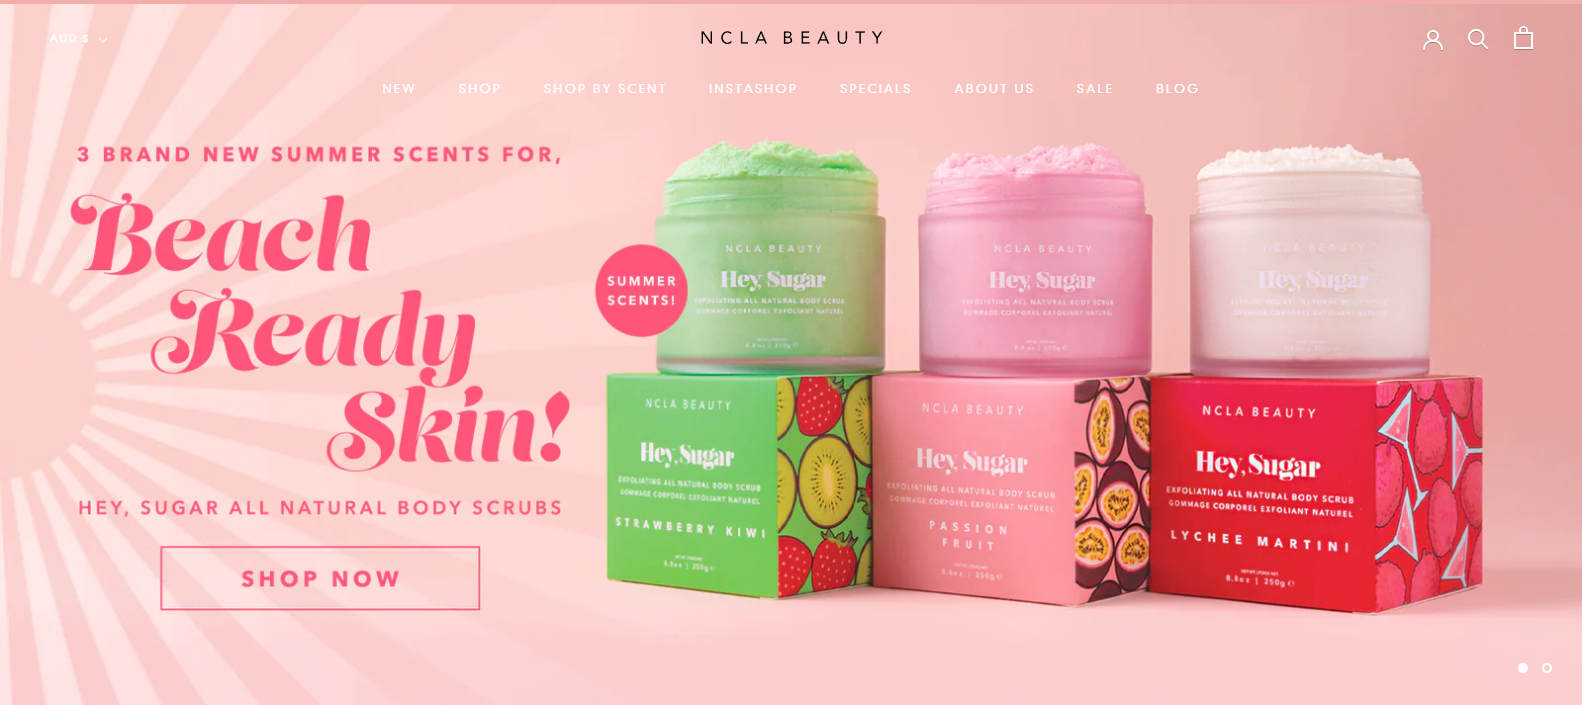 AUD $
NCLA BEAUTY
NEW SHOP SHOP BY SCENT INSTASHOP SPECIALS ABOUT US SALE BLOG
3 BRAND NEW SUMMER SCENTS FOR,
Beach
Ready
Skin!
HEY, SUGAR ALL NATURAL BODY SCRUBS
SHOP NOW
SUMMER
SCENTS!
NCLA BEAUTY
Hey, Sugar
EXFOLIATING ALL NATURAL BODY SCRUB
GOMMAGE CORPOREL EXFOLIANT NATUREL
8.8oz | 250g ℮
NCLA BEAUTY
Hey, Sugar
EXFOLIATING ALL NATURAL BODY SCRUB
GOMMAGE CORPOREL EXFOLIANT NATUREL
8.8oz | 250g ℮
NCLA BEAUTY
Hey, Sugar
EXFOLIATING ALL NATURAL BODY SCRUB
GOMMAGE CORPOREL EXFOLIANT NATUREL
NCLA BEAUTY
Hey, Sugar
EXFOLIATING ALL NATURAL BODY SCRUB
GOMMAGE CORPOREL EXFOLIANT NATUREL
STRAWBERRY KIWI
8.8oz | 250g ℮
NCLA BEAUTY
Hey, Sugar
EXFOLIATING ALL NATURAL BODY SCRUB
GOMMAGE CORPOREL EXFOLIANT NATUREL
PASSION
FRUIT
8.8oz | 250g ℮
NCLA BEAUTY
Hey, Sugar
EXFOLIATING ALL NATURAL BODY SCRUB
GOMMAGE CORPOREL EXFOLIANT NATUREL
LYCHEE MARTINI
8.8oz | 250g ℮